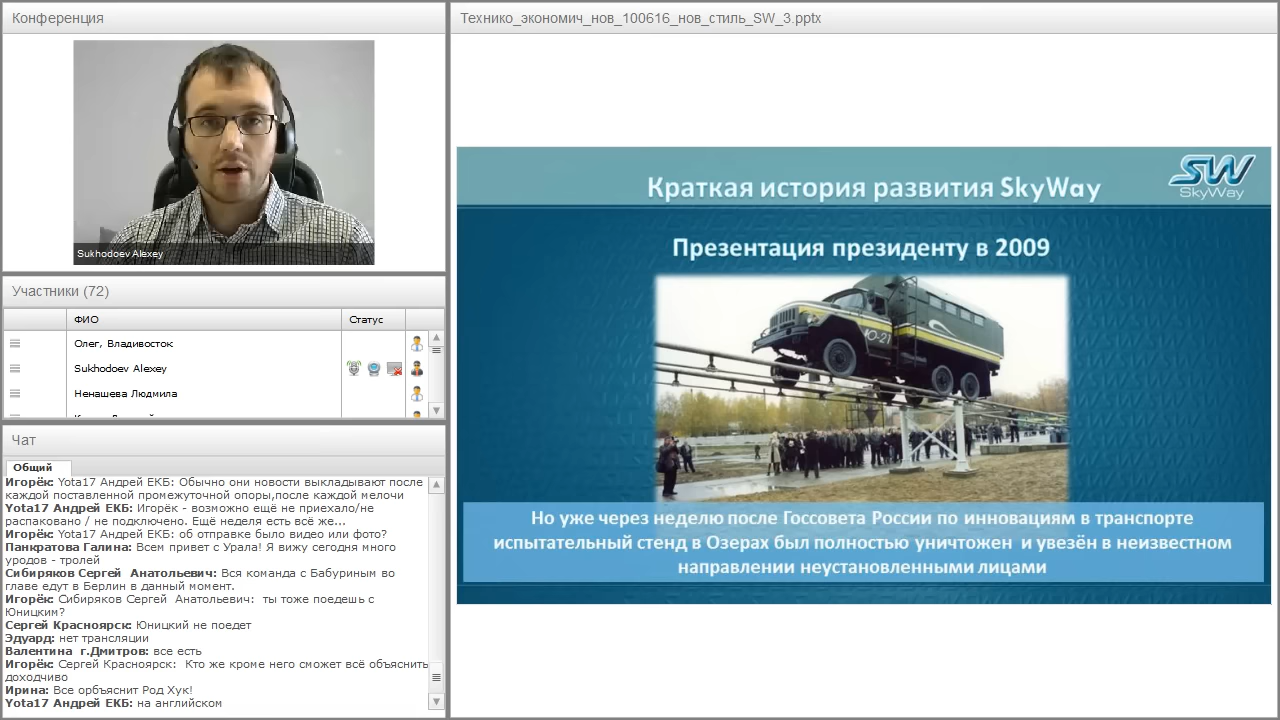 Конференция
Sukhodoev Alexey
Участники (72)
ФИО
Статус
Олег, Владивосток
Sukhodoev Alexey
Ненашева Людмила
Чат
Общий
Игорёк: Yota17 Андрей ЕКБ: Обычно они новости выкладывают после
каждой поставленной промежуточной опоры,после каждой мелочи
Yota17 Андрей ЕКБ: Игорёк - возможно ещё не приехало/не
распаковано / не подключено. Ещё неделя есть всё же...
Игорёк: Yota17 Андрей ЕКБ: об отправке было видео или фото?
Панкратова Галина: Всем привет с Урала! Я вижу сегодня много
уродов - тролей
Сибиряков Сергей Анатольевич: Вся команда с Бабуриным во
главе едут в Берлин в данный момент.
Игорёк: Сибиряков Сергей Анатольевич: ты тоже поедешь с
Юницким?
Сергей Красноярск: Юницкий не поедет
Эдуард: нет трансляции
Валентина г.Дмитров: все есть
Игорёк: Сергей Красноярск: Кто же кроме него сможет всё объяснить
доходчиво
Ирина: Все орбъяснит Род Хук!
Yota17 Андрей ЕКБ: на английском
Технико_экономич_нов_100616_нов_стиль_SW_3.pptx
Краткая история развития SkyWay
SW
SkyWay
Презентация президенту в 2009
Ю-21
Но уже через неделю после Госсовета России по инновациям в транспорте
испытательный стенд в Озерах был полностью уничтожен и увезён в неизвестном
направлении неустановленными лицами